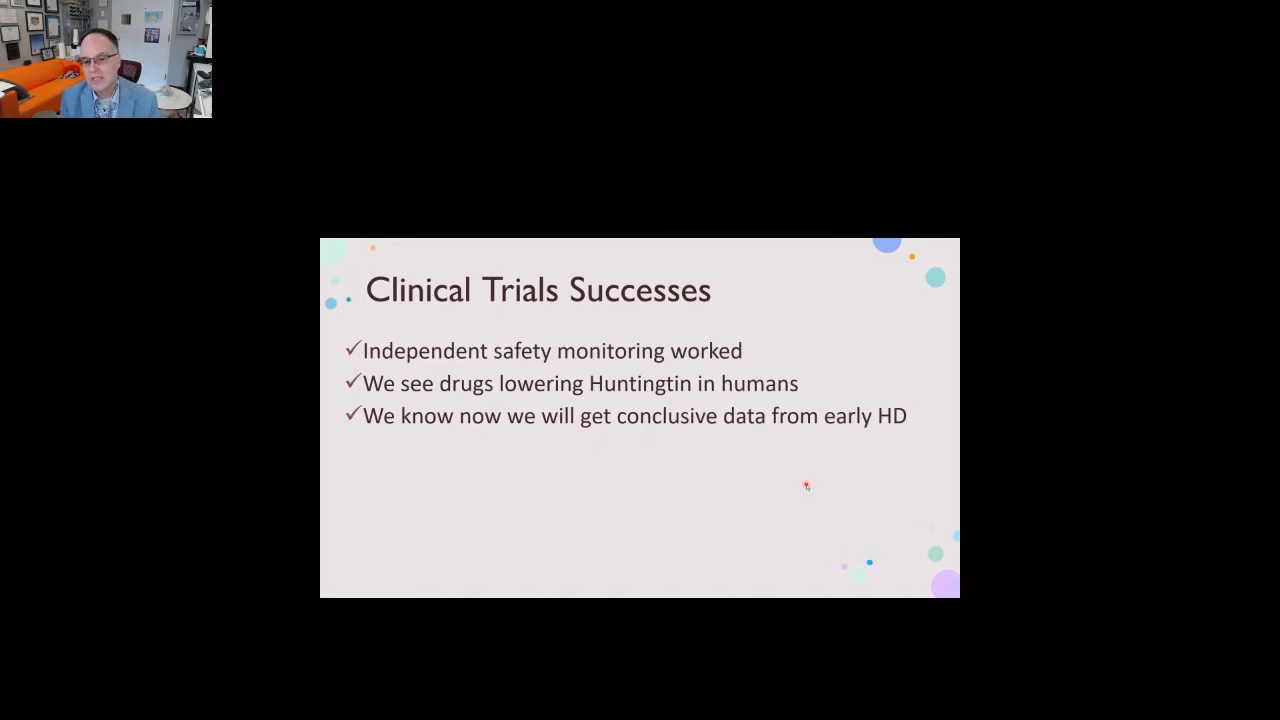 Clinical Trials Successes
✓Independent safety monitoring worked
✓We see drugs lowering Huntingtin in humans
✓We know now we will get conclusive data from early HD